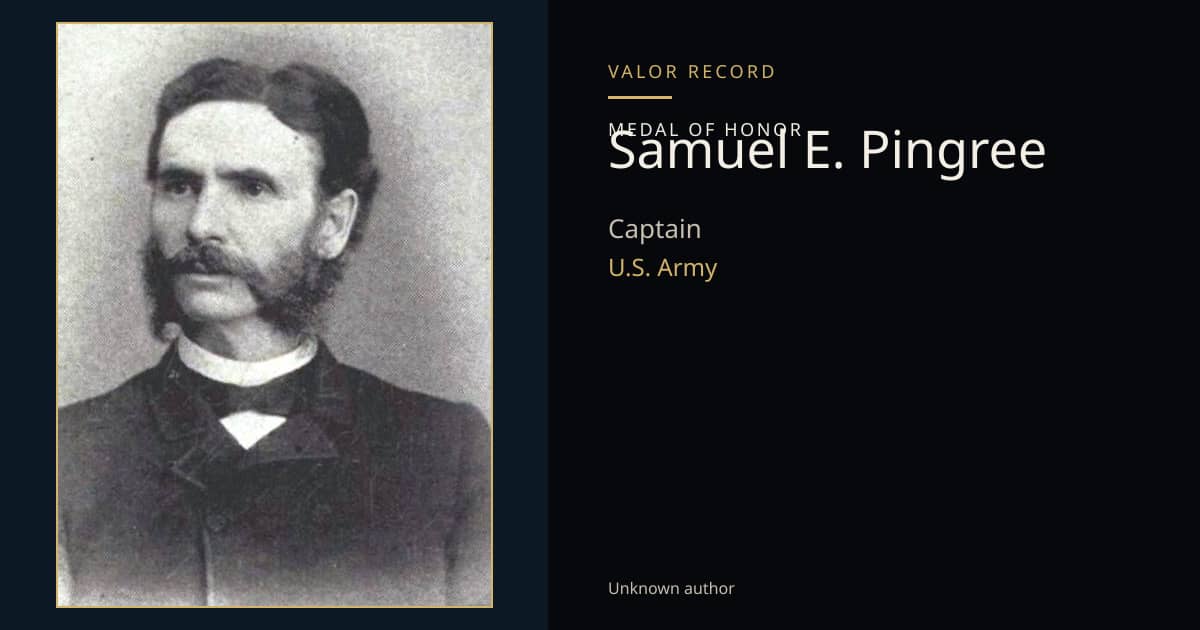 VALOR RECORD
MEDAL OF HONOR
Samuel E. Pingree
Captain
U.S. Army
Unknown author